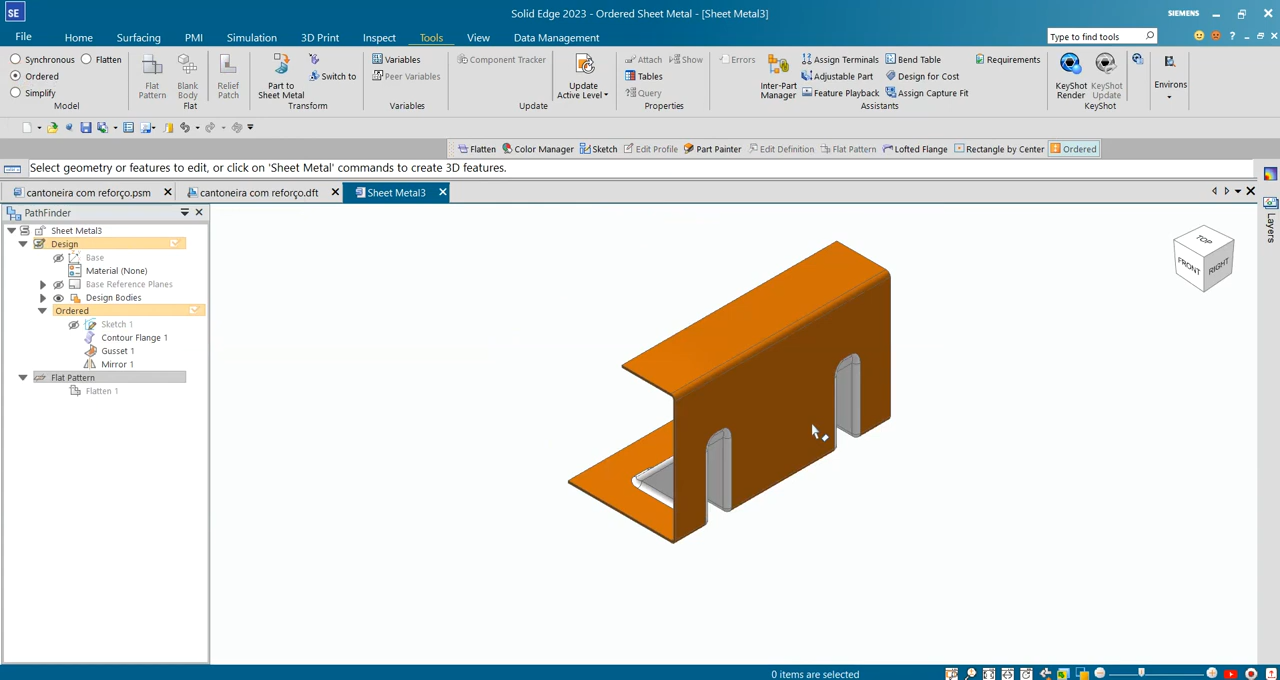 SE
Solid Edge 2023 - Ordered Sheet Metal - [Sheet Metal3]
SIEMENS
File Home Surfacing PMI Simulation 3D Print Inspect Tools View Data Management
Type to find tools
Synchronous Flatten
Ordered
Simplify
Model
Flat Pattern
Blank Body
Flat
Relief Patch
Part to Sheet Metal
Switch to
Transform
Variables
Peer Variables
Variables
Component Tracker
Update Active Level
Update
Attach Show
Tables
Query
Properties
Errors
Inter-Part Manager
Assign Terminals Bend Table
Adjustable Part Design for Cost
Feature Playback Assign Capture Fit
Assistants
Requirements
KeyShot Render
KeyShot Update
KeyShot
Environs
Flatten Color Manager Sketch Edit Profile Part Painter Edit Definition Flat Pattern Lofted Flange Rectangle by Center Ordered
Select geometry or features to edit, or click on 'Sheet Metal' commands to create 3D features.
cantoneira com reforço.psm
cantoneira com reforço.dft
Sheet Metal3
PathFinder
Sheet Metal3
Design
Base
Material (None)
Base Reference Planes
Design Bodies
Ordered
Sketch 1
Contour Flange 1
Gusset 1
Mirror 1
Flat Pattern
Flatten 1
TOP
FRONT
RIGHT
Layers
0 items are selected